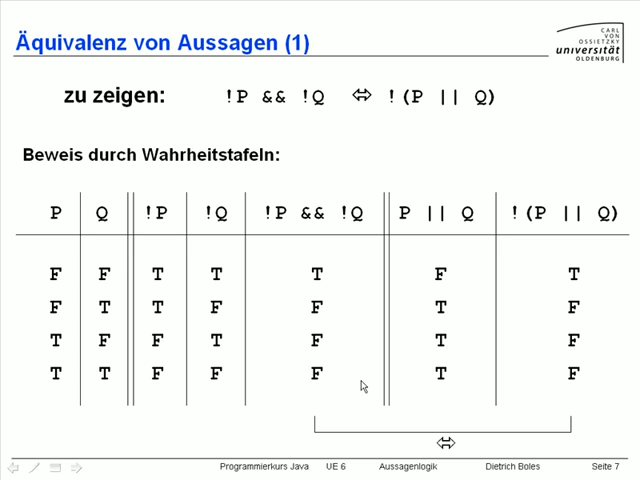 Äquivalenz von Aussagen (1)
CARL
VON
OSSIETZKY
universität
OLDENBURG
zu zeigen: !P && !Q ⇔ !(P || Q)
Beweis durch Wahrheitstafeln:
P Q !P !Q !P && !Q P || Q !(P || Q)
F F T T T F T
F T T F F T F
T F F T F T F
T T F F F T F
⇔
Programmierkurs Java UE 6 Aussagenlogik Dietrich Boles Seite 7